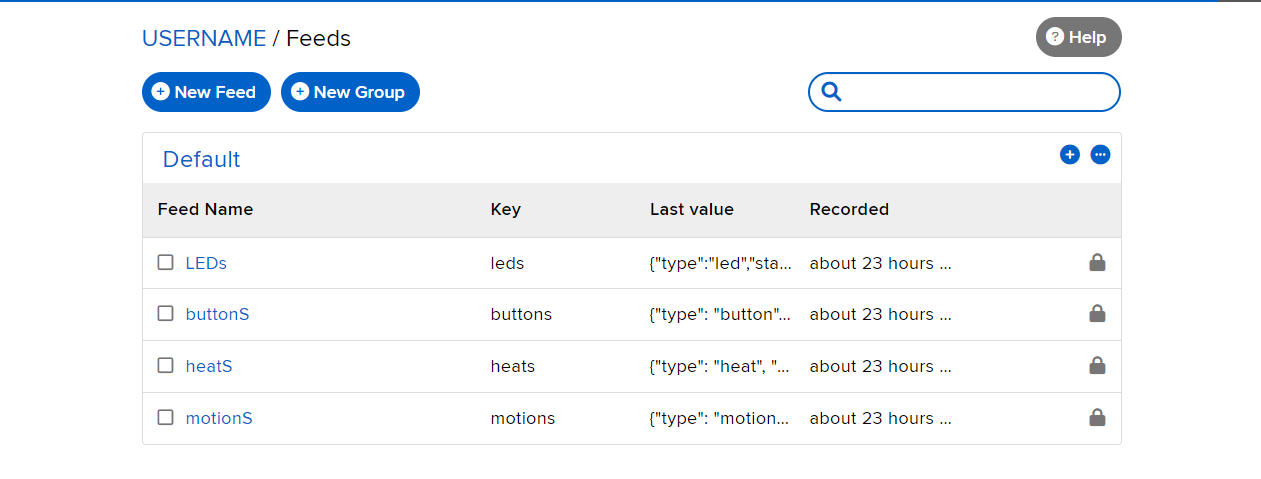 USERNAME / Feeds
Help
New Feed
New Group
Default
Feed Name Key Last value Recorded
LEDs leds {"type":"led","sta... about 23 hours ...
buttonS buttons {"type": "button"... about 23 hours ...
heatS heats {"type": "heat", "... about 23 hours ...
motionS motions {"type": "motion... about 23 hours ...